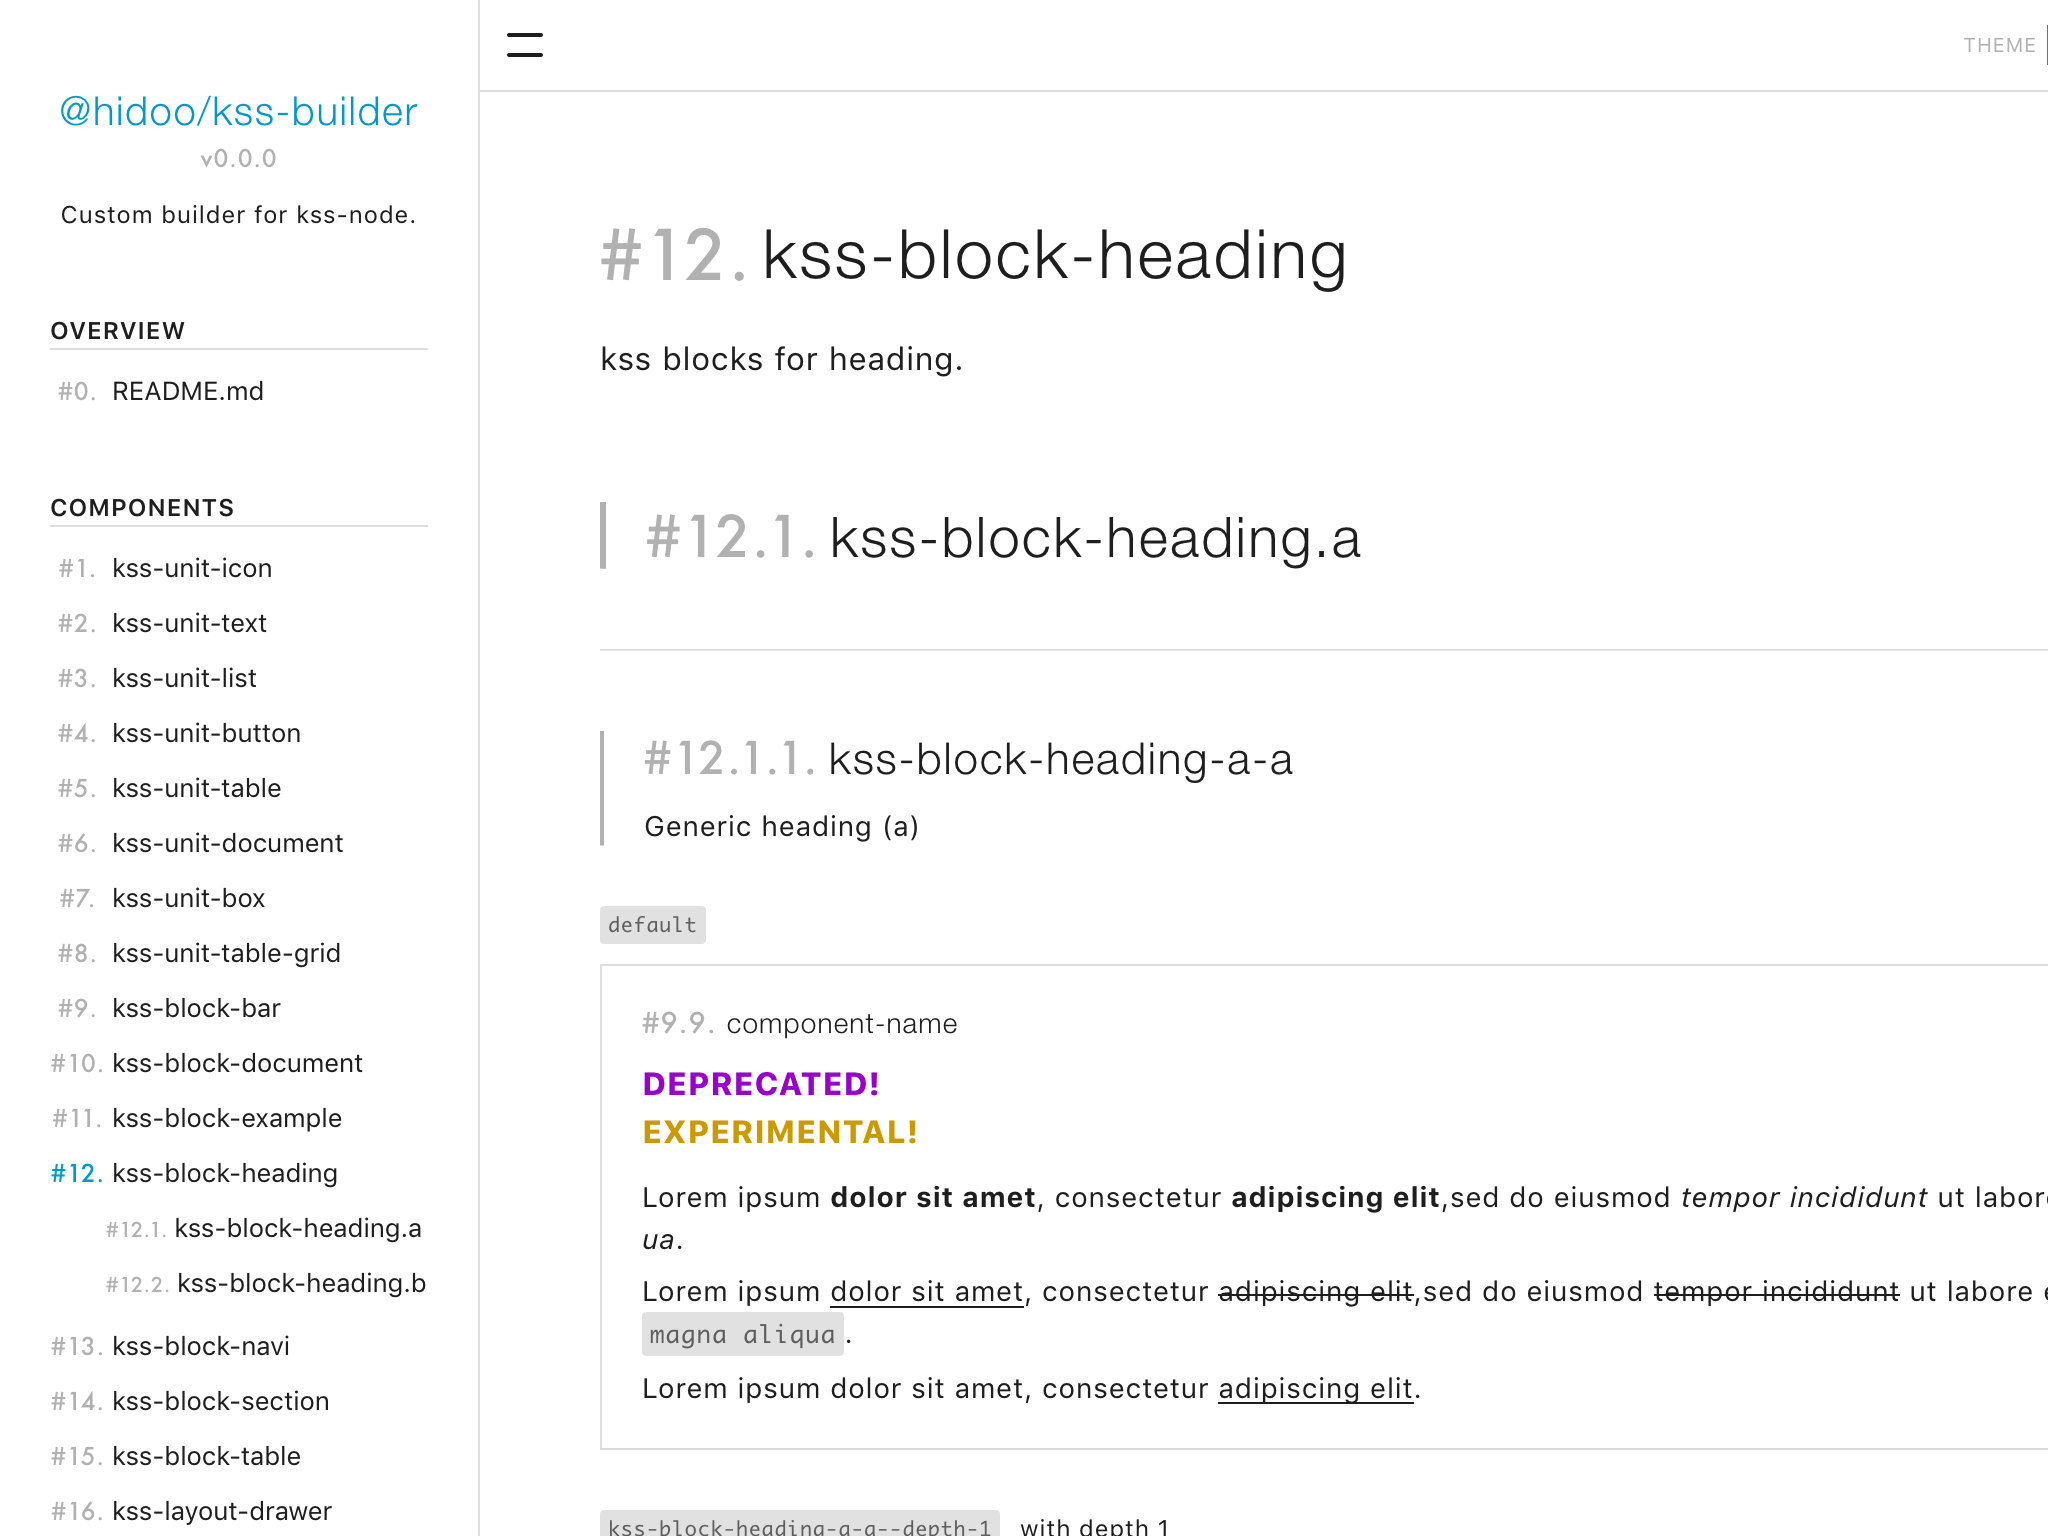 @hidoo/kss-builder
v0.0.0
Custom builder for kss-node.
OVERVIEW
#0. README.md
COMPONENTS
#1. kss-unit-icon
#2. kss-unit-text
#3. kss-unit-list
#4. kss-unit-button
#5. kss-unit-table
#6. kss-unit-document
#7. kss-unit-box
#8. kss-unit-table-grid
#9. kss-block-bar
#10. kss-block-document
#11. kss-block-example
#12. kss-block-heading
#12.1. kss-block-heading.a
#12.2. kss-block-heading.b
#13. kss-block-navi
#14. kss-block-section
#15. kss-block-table
#16. kss-layout-drawer
THEME
#12. kss-block-heading
kss blocks for heading.
#12.1. kss-block-heading.a
#12.1.1. kss-block-heading-a-a
Generic heading (a)
default
#9.9. component-name
DEPRECATED!
EXPERIMENTAL!
Lorem ipsum dolor sit amet, consectetur adipiscing elit,sed do eiusmod tempor incididunt ut labore
ua.
Lorem ipsum dolor sit amet, consectetur adipiscing elit,sed do eiusmod tempor incididunt ut labore e
magna aliqua.
Lorem ipsum dolor sit amet, consectetur adipiscing elit.
kss-block-heading-a-a--depth-1 with depth 1